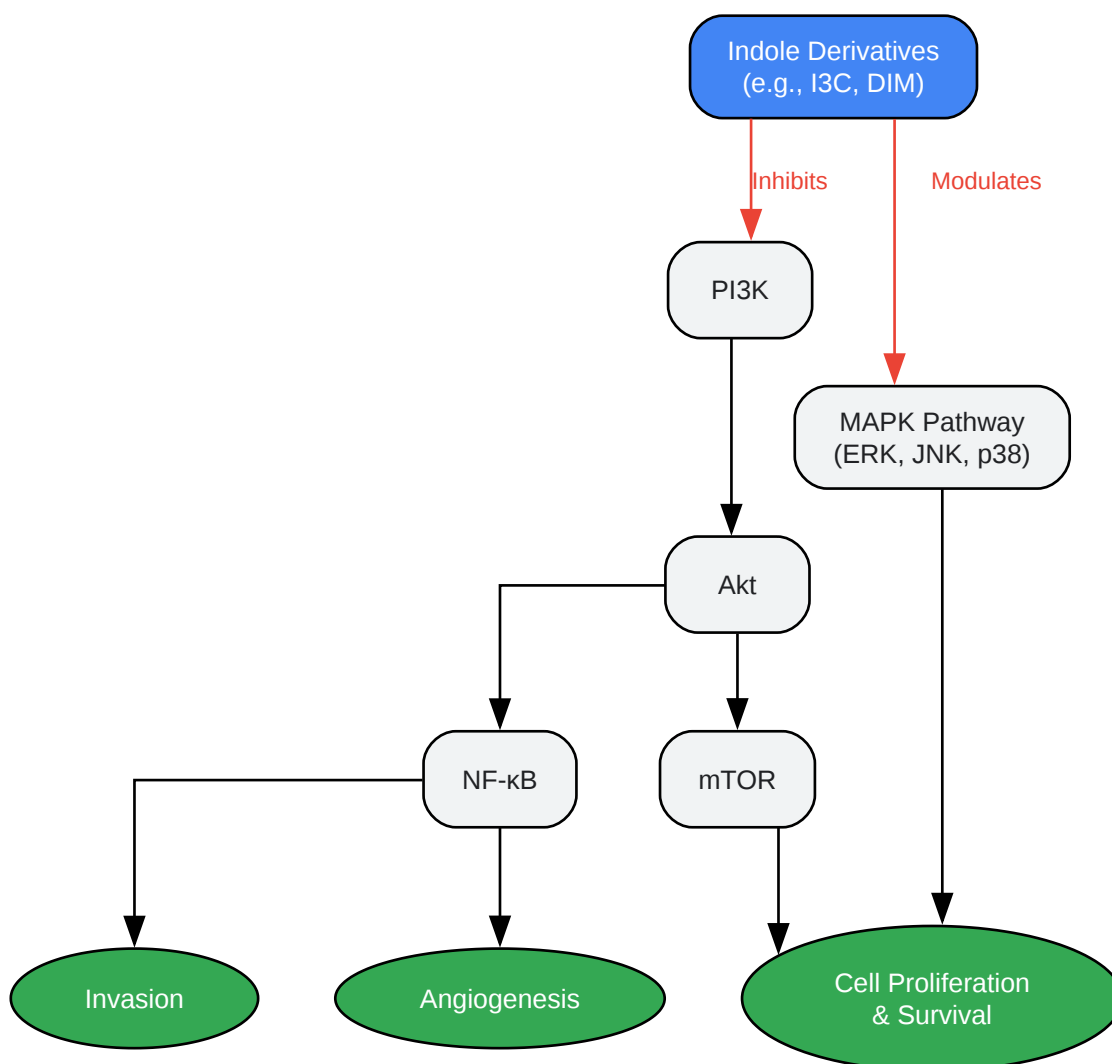 Indole Derivatives
(e.g., I3C, DIM)
Inhibits
Modulates
PI3K
MAPK Pathway
(ERK, JNK, p38)
Akt
NF-κB
mTOR
Invasion
Angiogenesis
Cell Proliferation
& Survival